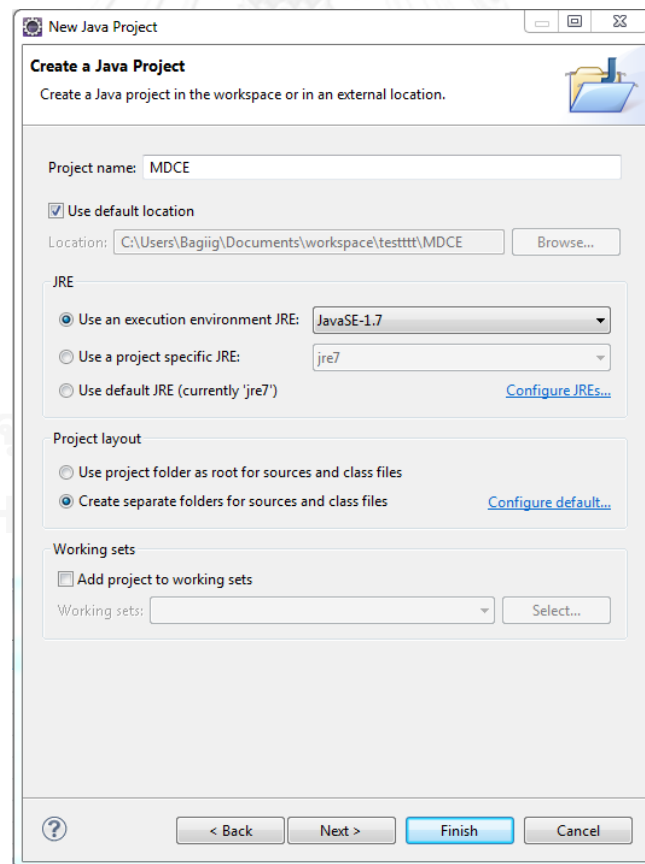 New Java Project
Create a Java Project
Create a Java project in the workspace or in an external location.
Project name: MDCE
Use default location
Location: C:\Users\Bagiig\Documents\workspace\testttt\MDCE Browse...
JRE
Use an execution environment JRE: JavaSE-1.7
Use a project specific JRE: jre7
Use default JRE (currently 'jre7') Configure JREs...
Project layout
Use project folder as root for sources and class files
Create separate folders for sources and class files Configure default...
Working sets
Add project to working sets
Working sets: Select...
? < Back Next > Finish Cancel